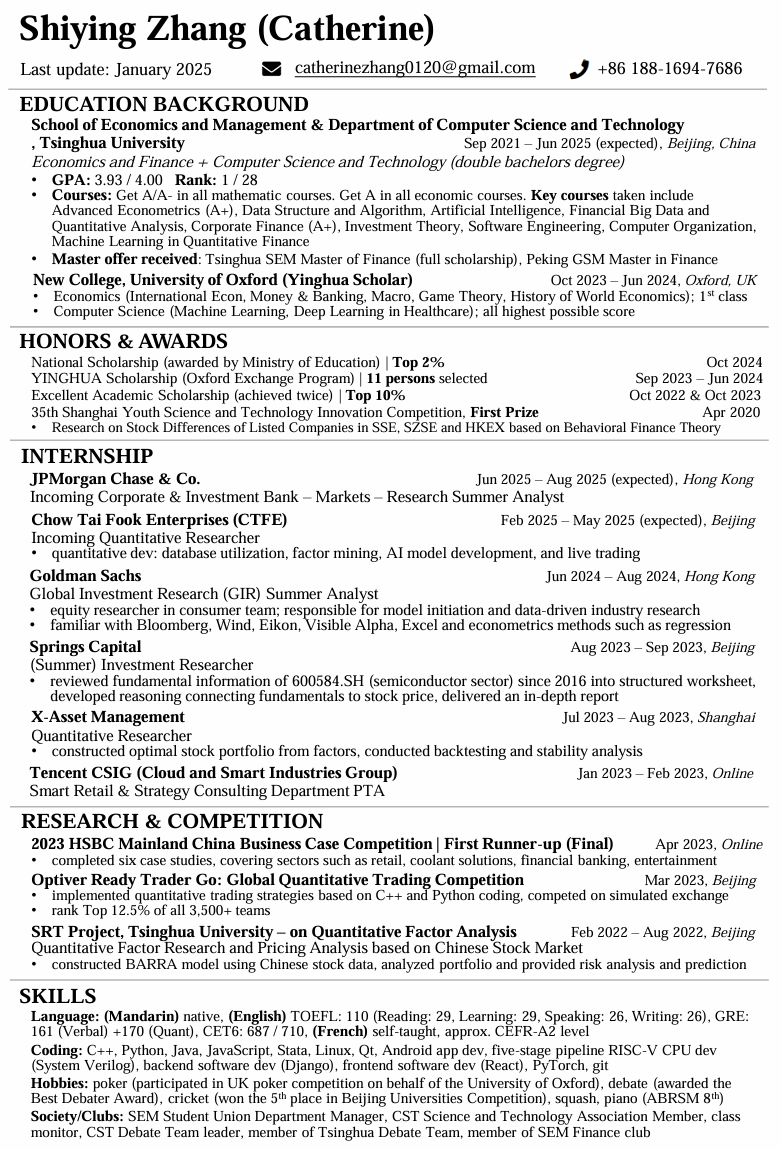 Shiying Zhang (Catherine)
Last update: January 2025 catherinezhang0120@gmail.com +86 188-1694-7686
EDUCATION BACKGROUND
School of Economics and Management & Department of Computer Science and Technology
, Tsinghua University Sep 2021 – Jun 2025 (expected), Beijing, China
Economics and Finance + Computer Science and Technology (double bachelors degree)
• GPA: 3.93 / 4.00 Rank: 1 / 28
• Courses: Get A/A- in all mathematic courses. Get A in all economic courses. Key courses taken include
Advanced Econometrics (A+), Data Structure and Algorithm, Artificial Intelligence, Financial Big Data and
Quantitative Analysis, Corporate Finance (A+), Investment Theory, Software Engineering, Computer Organization,
Machine Learning in Quantitative Finance
• Master offer received: Tsinghua SEM Master of Finance (full scholarship), Peking GSM Master in Finance
New College, University of Oxford (Yinghua Scholar) Oct 2023 – Jun 2024, Oxford, UK
• Economics (International Econ, Money & Banking, Macro, Game Theory, History of World Economics); 1st class
• Computer Science (Machine Learning, Deep Learning in Healthcare); all highest possible score
HONORS & AWARDS
National Scholarship (awarded by Ministry of Education) | Top 2% Oct 2024
YINGHUA Scholarship (Oxford Exchange Program) | 11 persons selected Sep 2023 – Jun 2024
Excellent Academic Scholarship (achieved twice) | Top 10% Oct 2022 & Oct 2023
35th Shanghai Youth Science and Technology Innovation Competition, First Prize Apr 2020
• Research on Stock Differences of Listed Companies in SSE, SZSE and HKEX based on Behavioral Finance Theory
INTERNSHIP
JPMorgan Chase & Co. Jun 2025 – Aug 2025 (expected), Hong Kong
Incoming Corporate & Investment Bank – Markets – Research Summer Analyst
Chow Tai Fook Enterprises (CTFE) Feb 2025 – May 2025 (expected), Beijing
Incoming Quantitative Researcher
• quantitative dev: database utilization, factor mining, AI model development, and live trading
Goldman Sachs Jun 2024 – Aug 2024, Hong Kong
Global Investment Research (GIR) Summer Analyst
• equity researcher in consumer team; responsible for model initiation and data-driven industry research
• familiar with Bloomberg, Wind, Eikon, Visible Alpha, Excel and econometrics methods such as regression
Springs Capital Aug 2023 – Sep 2023, Beijing
(Summer) Investment Researcher
• reviewed fundamental information of 600584.SH (semiconductor sector) since 2016 into structured worksheet,
developed reasoning connecting fundamentals to stock price, delivered an in-depth report
X-Asset Management Jul 2023 – Aug 2023, Shanghai
Quantitative Researcher
• constructed optimal stock portfolio from factors, conducted backtesting and stability analysis
Tencent CSIG (Cloud and Smart Industries Group) Jan 2023 – Feb 2023, Online
Smart Retail & Strategy Consulting Department PTA
RESEARCH & COMPETITION
2023 HSBC Mainland China Business Case Competition | First Runner-up (Final) Apr 2023, Online
• completed six case studies, covering sectors such as retail, coolant solutions, financial banking, entertainment
Optiver Ready Trader Go: Global Quantitative Trading Competition Mar 2023, Beijing
• implemented quantitative trading strategies based on C++ and Python coding, competed on simulated exchange
• rank Top 12.5% of all 3,500+ teams
SRT Project, Tsinghua University – on Quantitative Factor Analysis Feb 2022 – Aug 2022, Beijing
Quantitative Factor Research and Pricing Analysis based on Chinese Stock Market
• constructed BARRA model using Chinese stock data, analyzed portfolio and provided risk analysis and prediction
SKILLS
Language: (Mandarin) native, (English) TOEFL: 110 (Reading: 29, Learning: 29, Speaking: 26, Writing: 26), GRE:
161 (Verbal) +170 (Quant), CET6: 687 / 710, (French) self-taught, approx. CEFR-A2 level
Coding: C++, Python, Java, JavaScript, Stata, Linux, Qt, Android app dev, five-stage pipeline RISC-V CPU dev
(System Verilog), backend software dev (Django), frontend software dev (React), PyTorch, git
Hobbies: poker (participated in UK poker competition on behalf of the University of Oxford), debate (awarded the
Best Debater Award), cricket (won the 5th place in Beijing Universities Competition), squash, piano (ABRSM 8th)
Society/Clubs: SEM Student Union Department Manager, CST Science and Technology Association Member, class
monitor, CST Debate Team leader, member of Tsinghua Debate Team, member of SEM Finance club